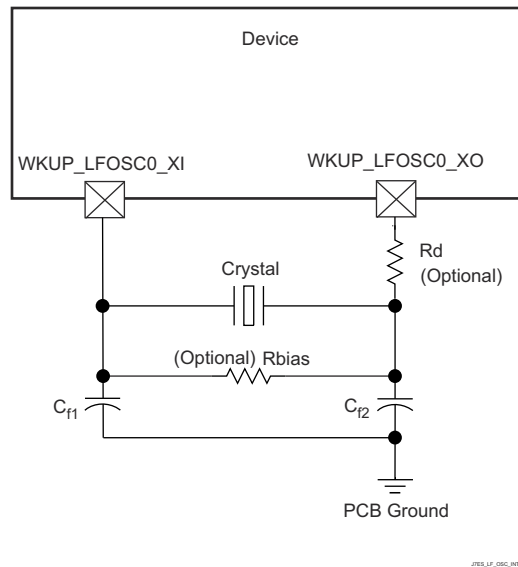 Device
WKUP_LFOSC0_XI
WKUP_LFOSC0_XO
Rd
(Optional)
Crystal
(Optional) Rbias
Cf1
Cf2
PCB Ground
J7ES_LF_OSC_INT